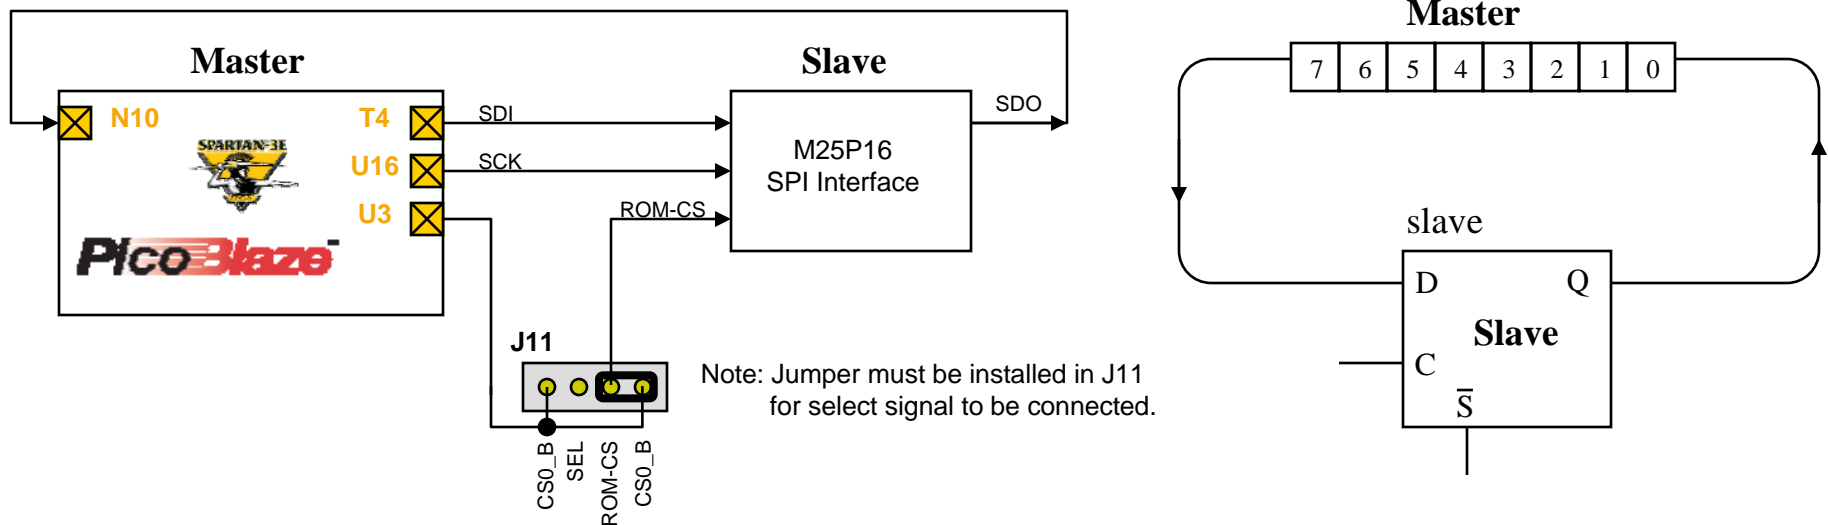 Master
Slave
N10
T4
U16
U3
SPARTAN-3E
PicoBlaze
SDI
SCK
ROM-CS
M25P16
SPI Interface
SDO
J11
CS0_B
SEL
ROM-CS
CS0_B
Note: Jumper must be installed in J11
for select signal to be connected.
Master
7 6 5 4 3 2 1 0
slave
D Q
Slave
C
S̅